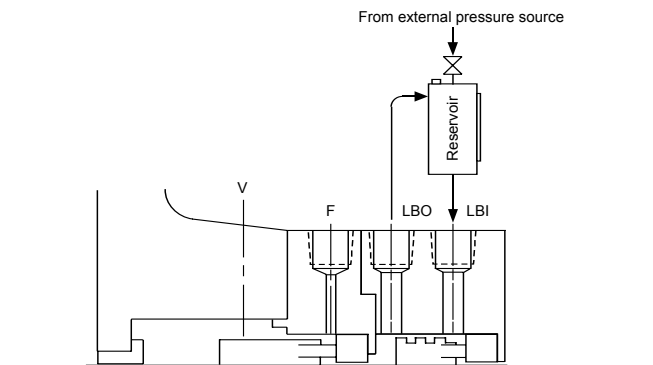 From external pressure source
Reservoir
V
F
LBO
LBI